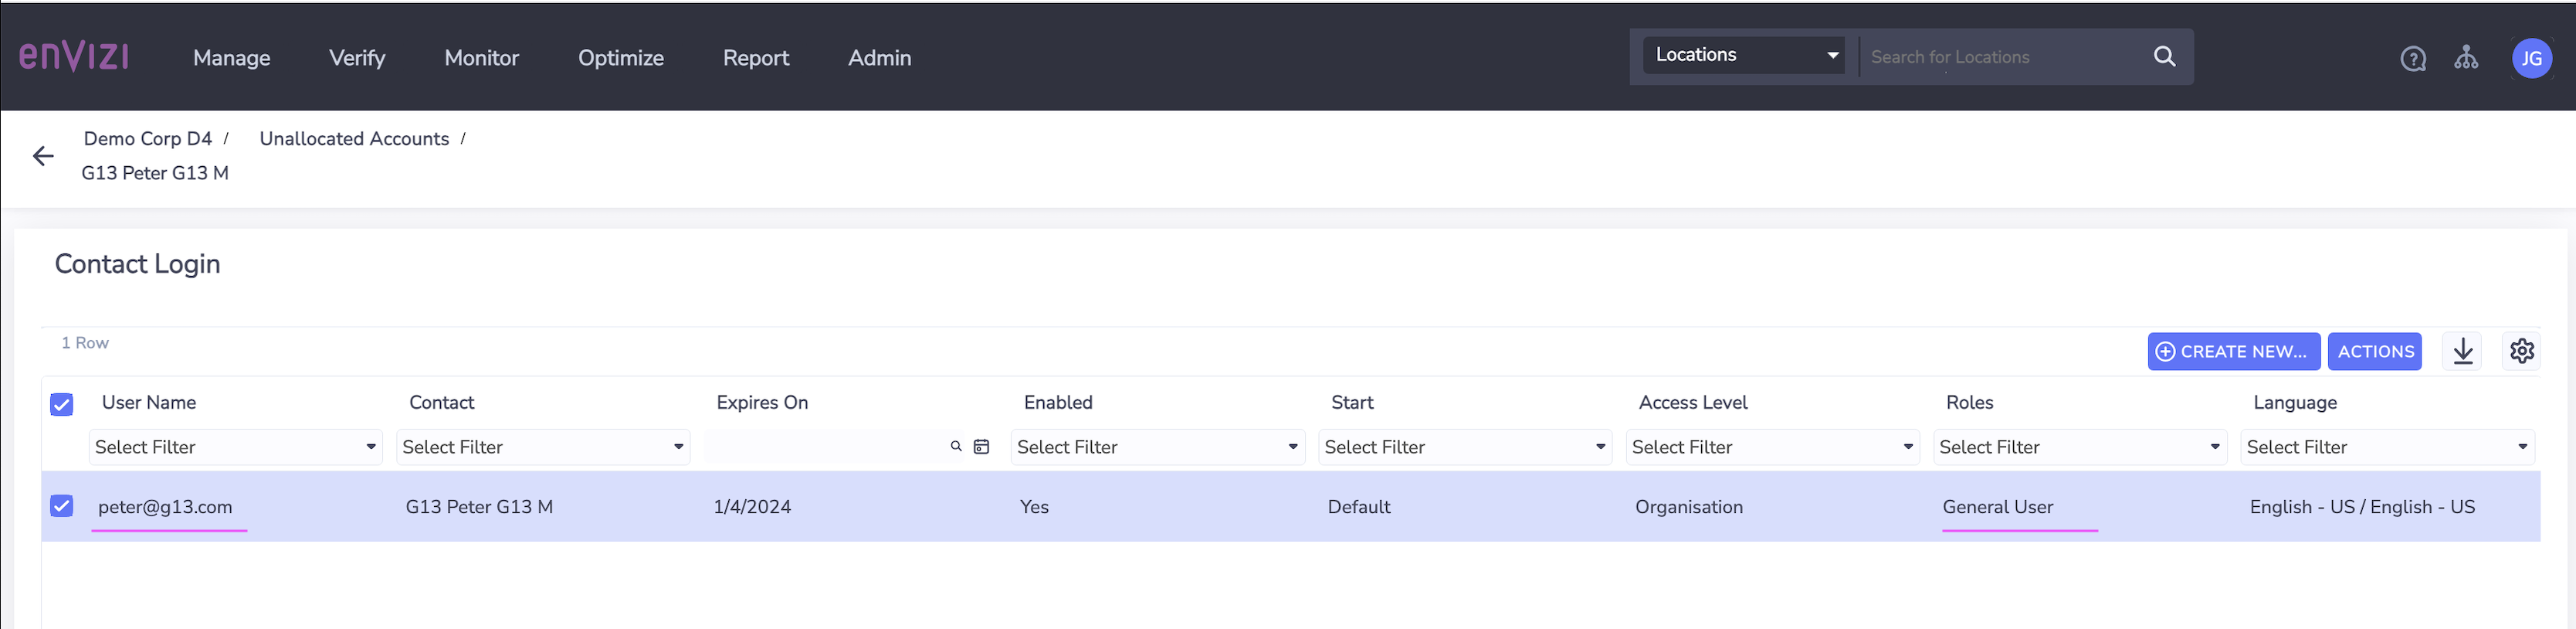 enVIZI Manage Verify Monitor Optimize Report Admin Locations Search for Locations JG
Demo Corp D4 / Unallocated Accounts /
G13 Peter G13 M
Contact Login
1 Row CREATE NEW... ACTIONS
User Name Contact Expires On Enabled Start Access Level Roles Language
Select Filter Select Filter Select Filter Select Filter Select Filter Select Filter Select Filter
peter@g13.com G13 Peter G13 M 1/4/2024 Yes Default Organisation General User English - US / English - US